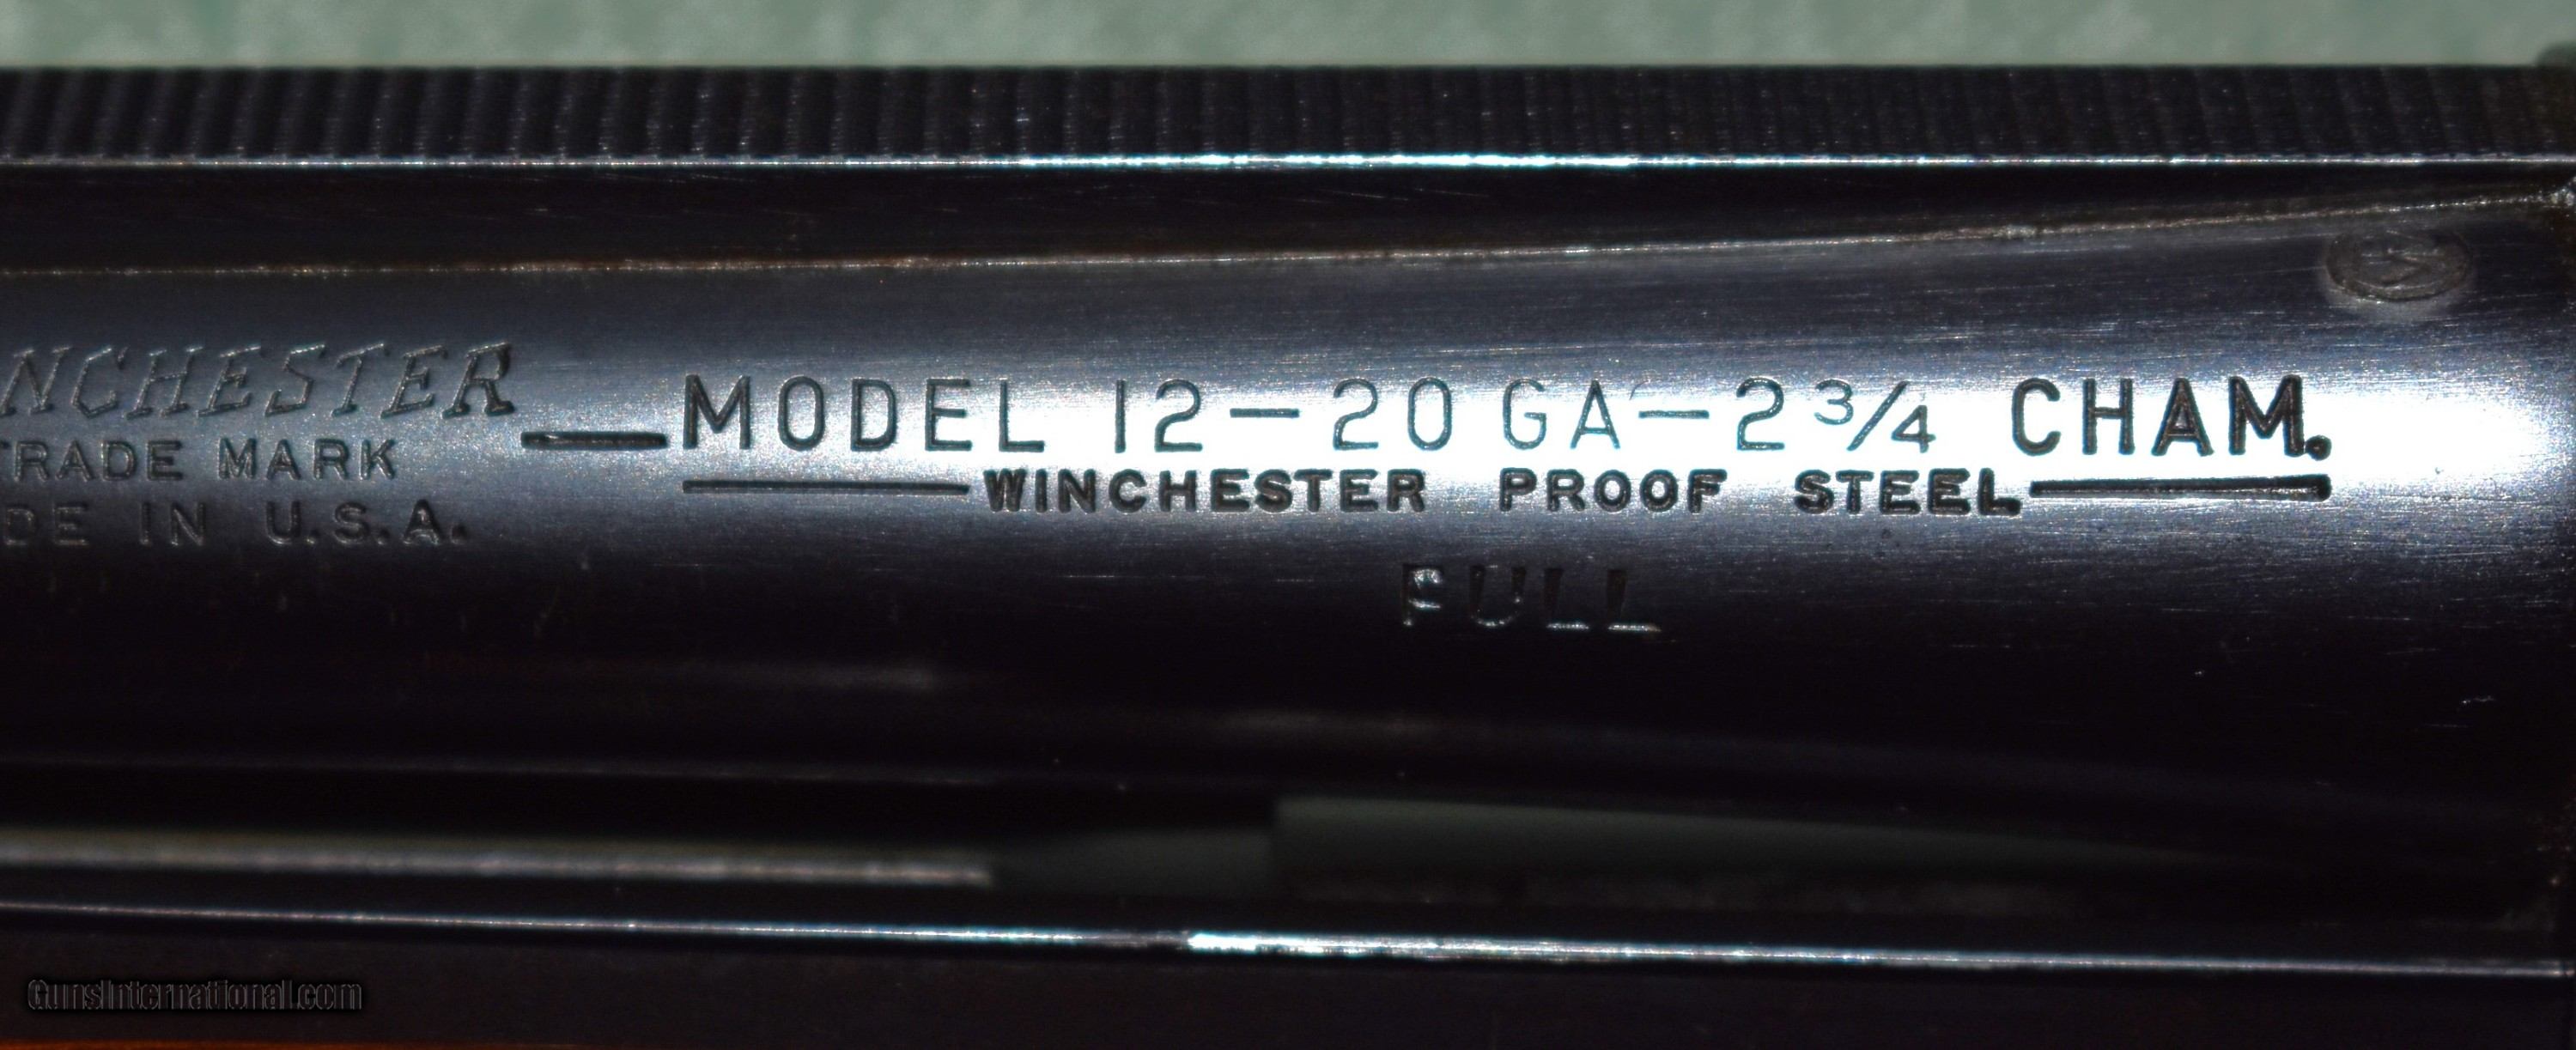 NCHESTER
TRADE MARK
DE IN U.S.A.
— MODEL 12 — 20 GA — 2 3/4 CHAM.
— WINCHESTER PROOF STEEL —
FULL
GunsInternational.com